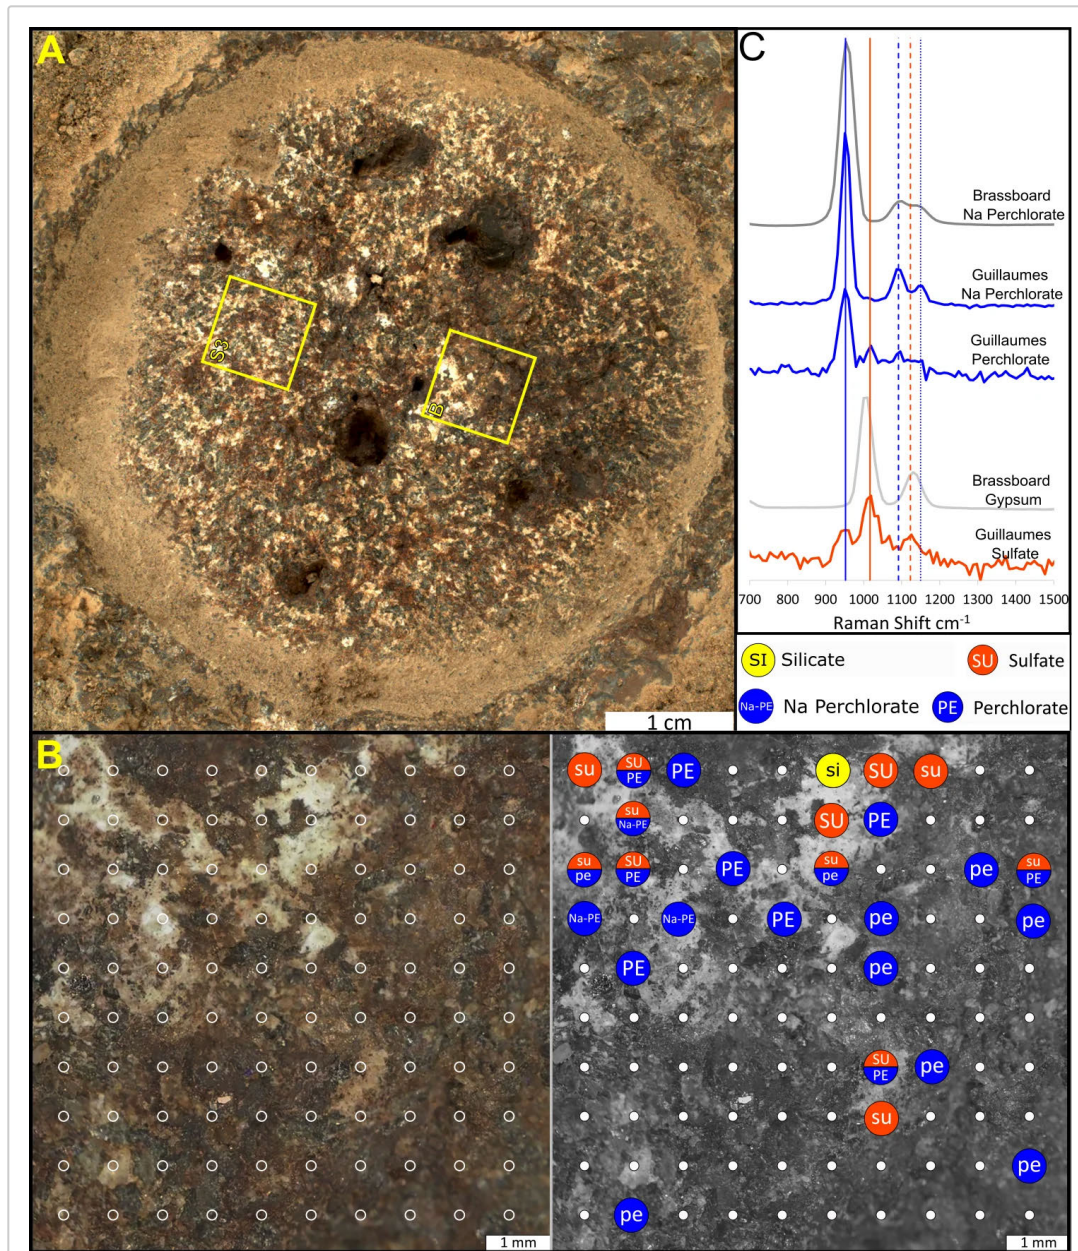 A
S3
B
1 cm
C
Brassboard
Na Perchlorate
Guillaumes
Na Perchlorate
Guillaumes
Perchlorate
Brassboard
Gypsum
Guillaumes
Sulfate
700 800 900 1000 1100 1200 1300 1400 1500
Raman Shift cm-1
SI Silicate SU Sulfate
Na-PE Na Perchlorate PE Perchlorate
B
1 mm
su SU PE PE si SU su
su Na-PE SU PE
su pe SU PE PE su pe pe su PE
Na-PE Na-PE PE pe pe
PE pe
SU PE pe
su
pe
pe
1 mm